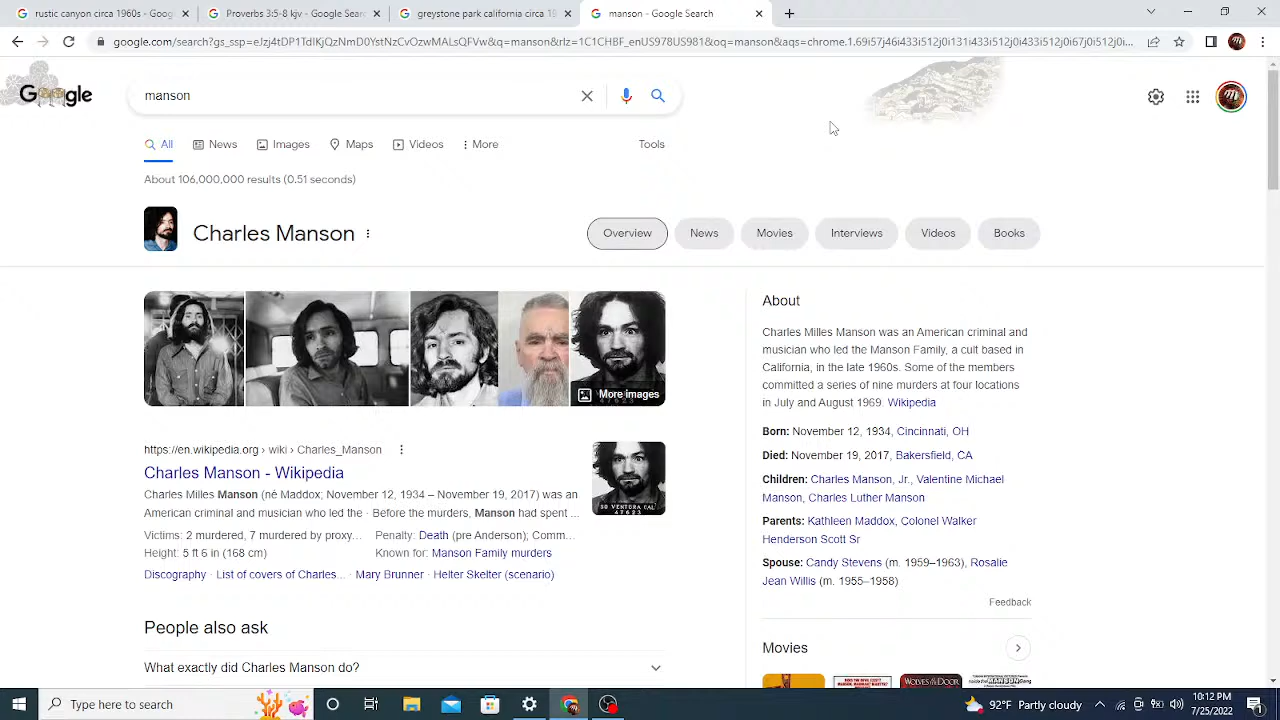 rustic canyon circa 1960s - Goog
Proverbs 3:5-8 kjv - Google Sear
greystone park california circa 19
manson - Google Search
google.com/search?gs_ssp=eJzj4tDP1TdIKjQzNmD0YstNzCvOzwMALsQFVw&q=manson&rlz=1C1CHBF_enUS978US981&oq=manson&aqs=chrome.1.69i57j46i433i512j0i131i433i512j0i433i512j0i67j0i512j0i...
Google
manson
All
News
Images
Maps
Videos
More
Tools
About 106,000,000 results (0.51 seconds)
Charles Manson
Overview
News
Movies
Interviews
Videos
Books
More images
https://en.wikipedia.org › wiki › Charles_Manson
Charles Manson - Wikipedia
Charles Milles Manson (né Maddox; November 12, 1934 – November 19, 2017) was an
American criminal and musician who led the · Before the murders, Manson had spent ...
Victims: 2 murdered, 7 murdered by proxy… Penalty: Death (pre Anderson); Comm…
Height: 5 ft 6 in (168 cm) Known for: Manson Family murders
Discography · List of covers of Charles... · Mary Brunner · Helter Skelter (scenario)
SO VENTURA CAL
47623
People also ask
What exactly did Charles Manson do?
About
Charles Milles Manson was an American criminal and
musician who led the Manson Family, a cult based in
California, in the late 1960s. Some of the members
committed a series of nine murders at four locations
in July and August 1969. Wikipedia
Born: November 12, 1934, Cincinnati, OH
Died: November 19, 2017, Bakersfield, CA
Children: Charles Manson, Jr., Valentine Michael
Manson, Charles Luther Manson
Parents: Kathleen Maddox, Colonel Walker
Henderson Scott Sr
Spouse: Candy Stevens (m. 1959–1963), Rosalie
Jean Willis (m. 1955–1958)
Feedback
Movies
WOLVES & DOOR
Type here to search
92°F Partly cloudy
10:12 PM
7/25/2022